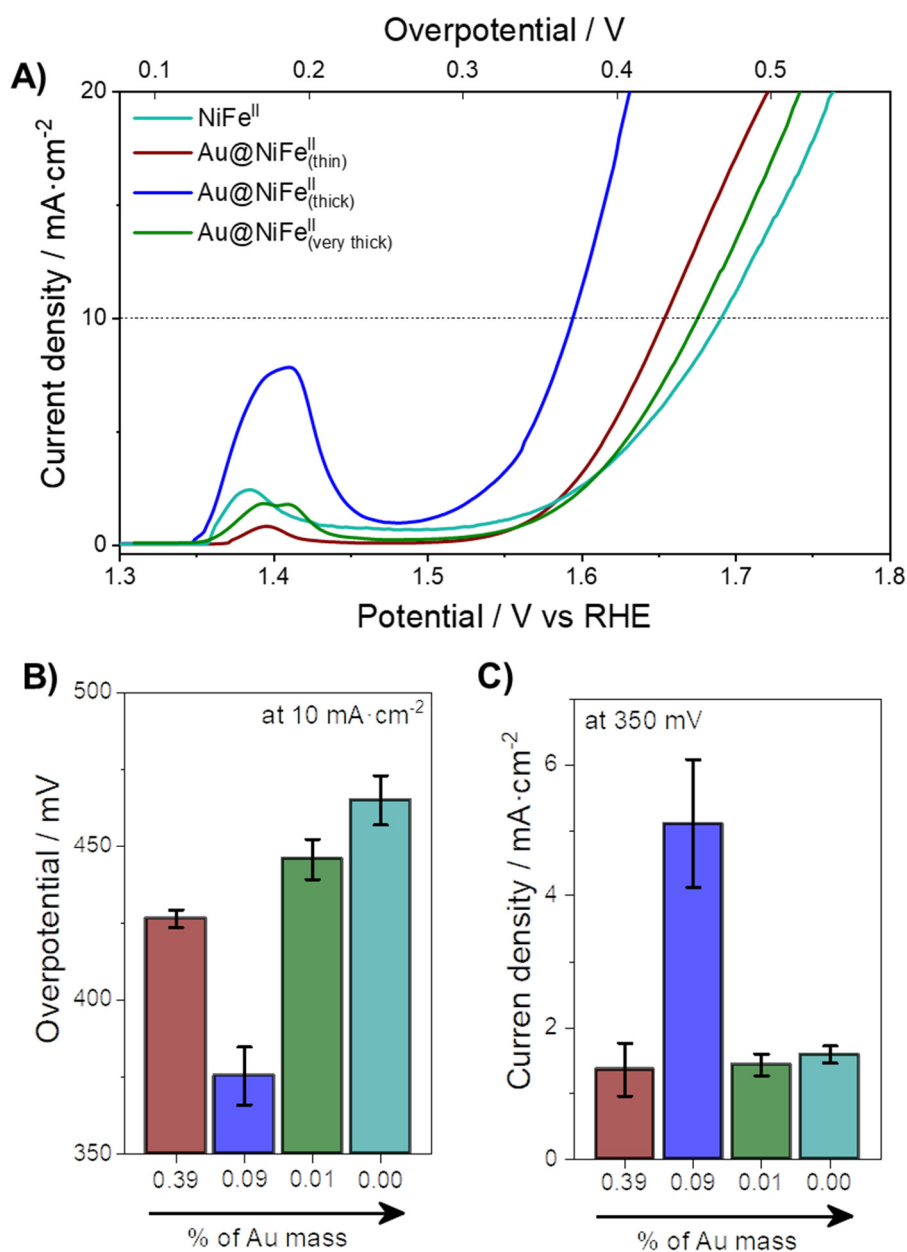 Overpotential / V
A)
0.1 0.2 0.3 0.4 0.5
20
10
0
Current density / mA·cm⁻²
NiFeᴵᴵ
Au@NiFeᴵᴵ(thin)
Au@NiFeᴵᴵ(thick)
Au@NiFeᴵᴵ(very thick)
1.3 1.4 1.5 1.6 1.7 1.8
Potential / V vs RHE
B)
500
450
400
350
Overpotential / mV
at 10 mA·cm⁻²
0.39 0.09 0.01 0.00
% of Au mass
C)
6
4
2
0
Curren density / mA·cm⁻²
at 350 mV
0.39 0.09 0.01 0.00
% of Au mass